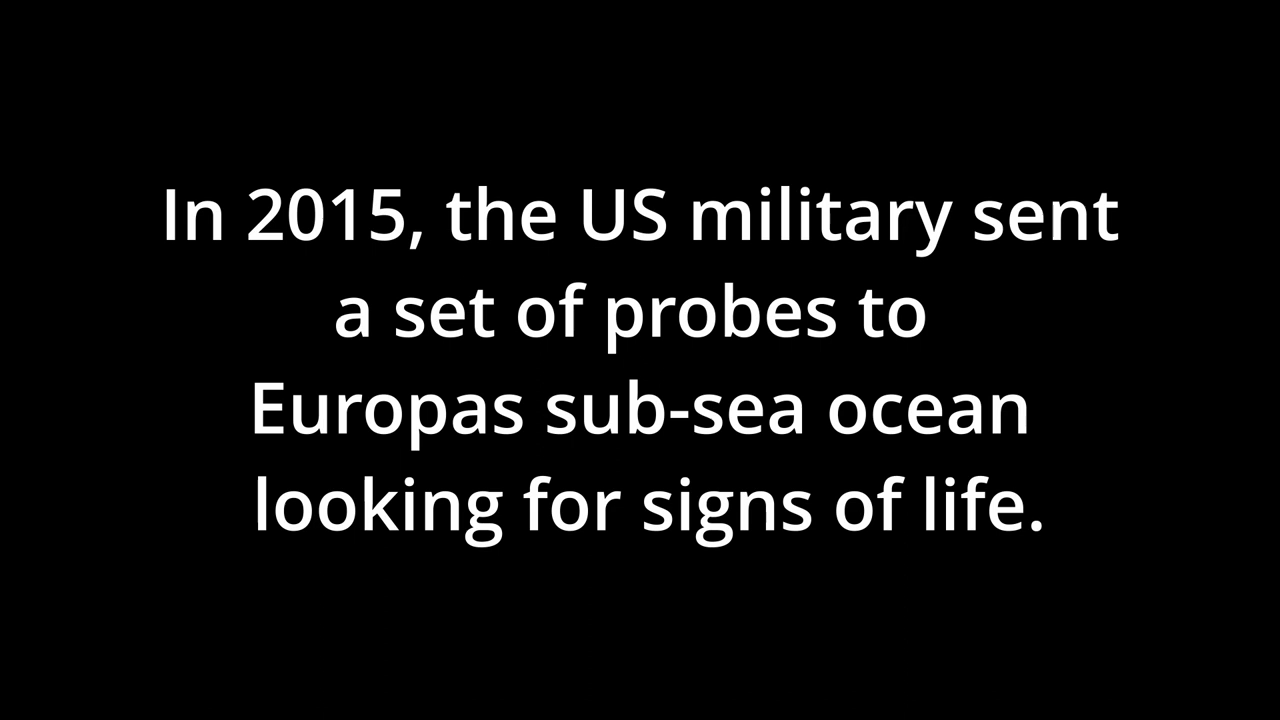 In 2015, the US military sent
a set of probes to
Europas sub-sea ocean
looking for signs of life.